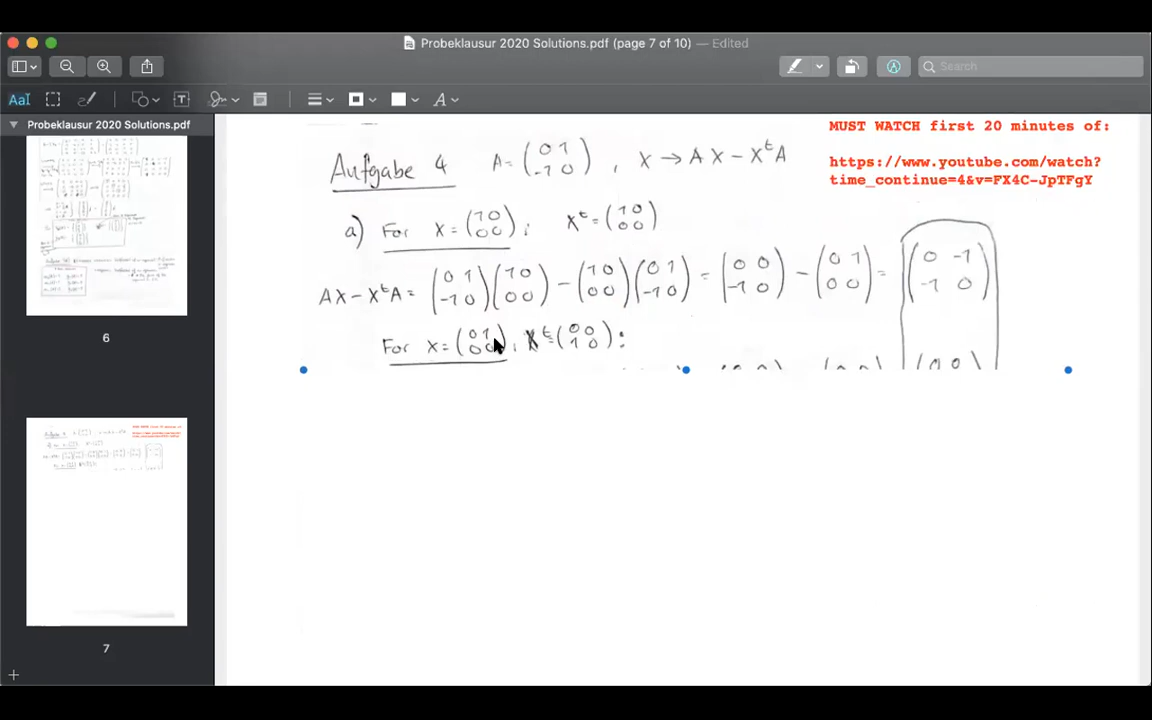 Probeklausur 2020 Solutions.pdf (page 7 of 10) — Edited
Search
Probeklausur 2020 Solutions.pdf
6
7
MUST WATCH first 20 minutes of:
https://www.youtube.com/watch?
time_continue=4&v=FX4C-JpTFgY
Aufgabe 4 A = (0 1 / -1 0) , X → AX - XᵗA
a) For X = (1 0 / 0 0) ; Xᵗ = (1 0 / 0 0)
AX - XᵗA = (0 1 / -1 0) (1 0 / 0 0) - (1 0 / 0 0) (0 1 / -1 0) = (0 0 / -1 0) - (0 1 / 0 0) = (0 -1 / -1 0)
For X = (0 1 / 0 0) ; Xᵗ = (0 0 / 1 0) :